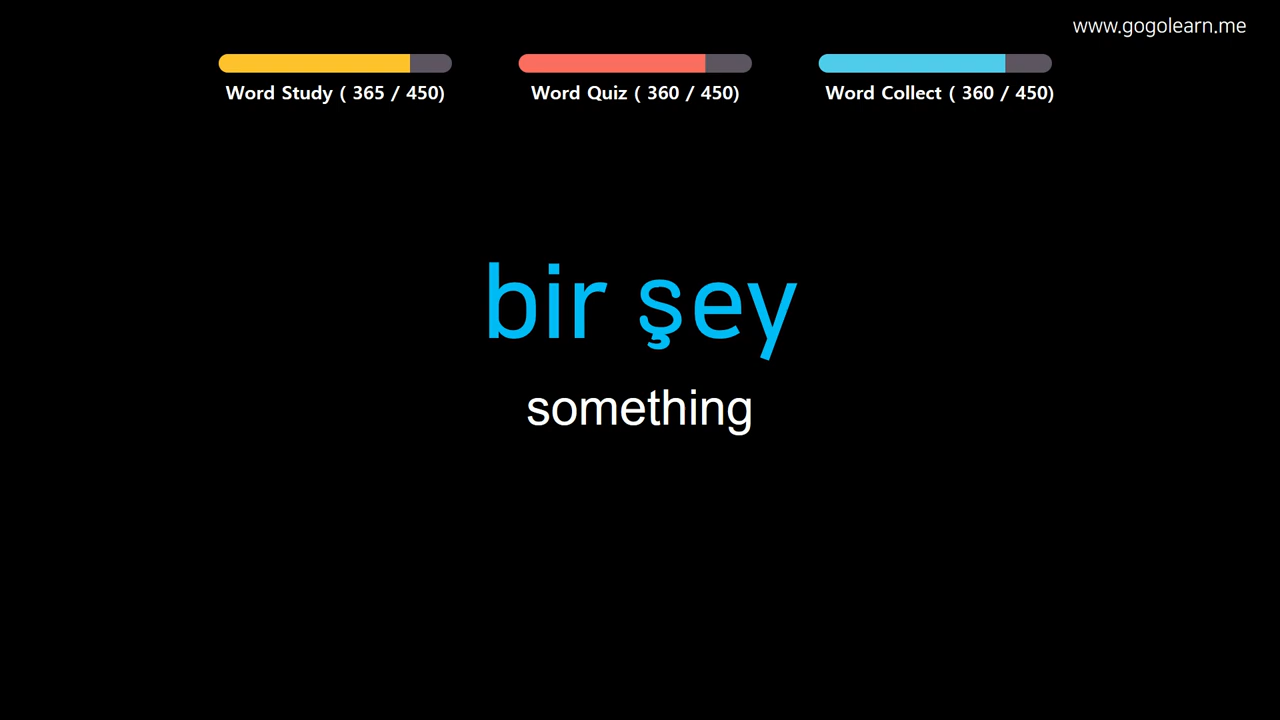 www.gogolearn.me
Word Study ( 365 / 450)
Word Quiz ( 360 / 450)
Word Collect ( 360 / 450)
bir şey
something